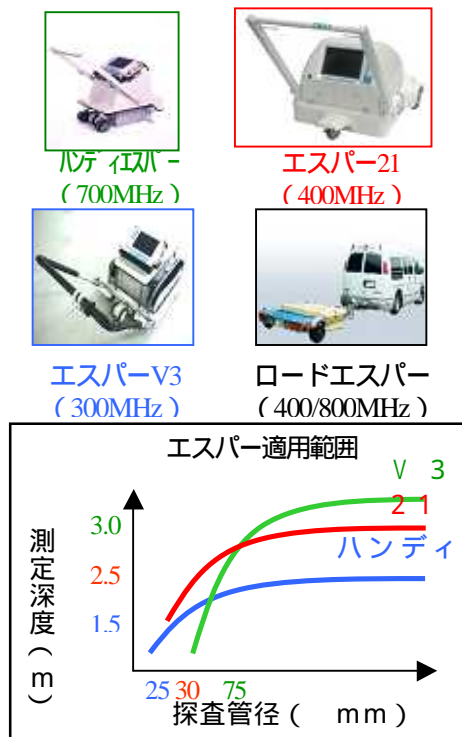 ハンディエスパー
エスパー21
(700MHz)
(400MHz)
エスパーV3
ロードエスパー
(300MHz)
(400/800MHz)
エスパー適用範囲
V 3
21
ハンディ
測定深度(m)
3.0
2.5
1.5
25 30 75
探査管径( mm)